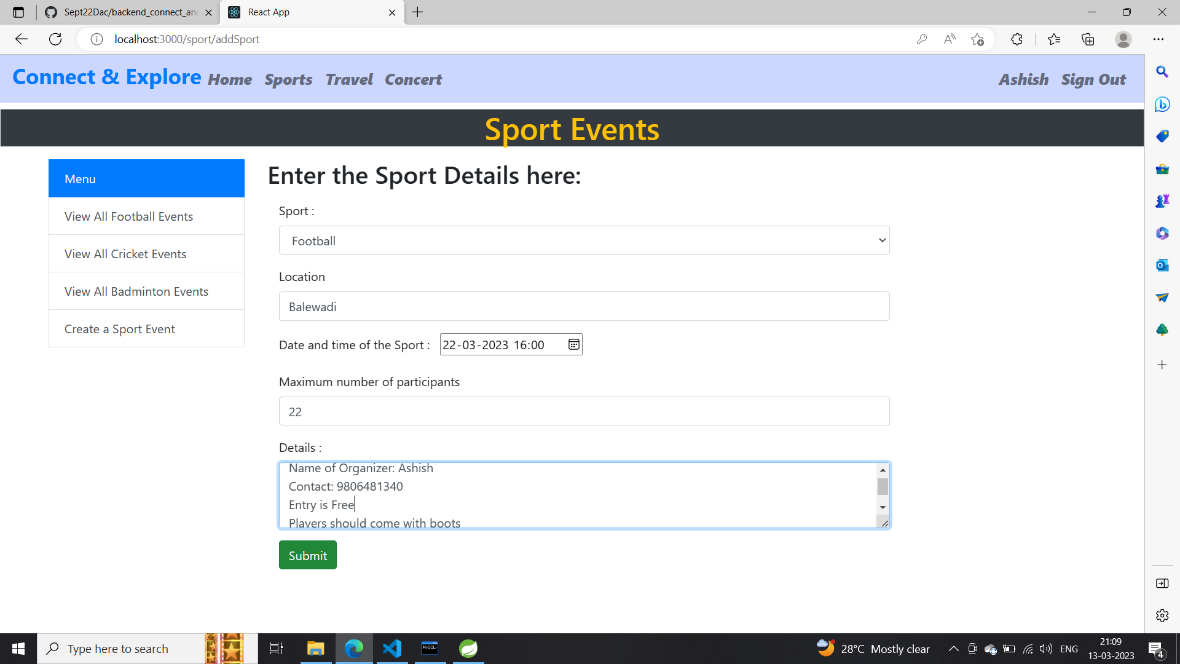 Sept22Dac/backend_connect_and
React App
localhost:3000/sport/addSport
Connect & Explore Home Sports Travel Concert Ashish Sign Out
Sport Events
Menu
View All Football Events
View All Cricket Events
View All Badminton Events
Create a Sport Event
Enter the Sport Details here:
Sport :
Football
Location
Balewadi
Date and time of the Sport : 22-03-2023 16:00
Maximum number of participants
22
Details :
Name of Organizer: Ashish
Contact: 9806481340
Entry is Free
Players should come with boots
Submit
Type here to search
28°C Mostly clear
ENG
21:09
13-03-2023
4